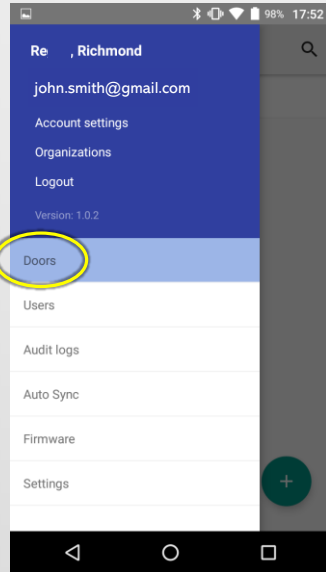 98% 17:52
Re , Richmond
john.smith@gmail.com
Account settings
Organizations
Logout
Version: 1.0.2
Doors
Users
Audit logs
Auto Sync
Firmware
Settings